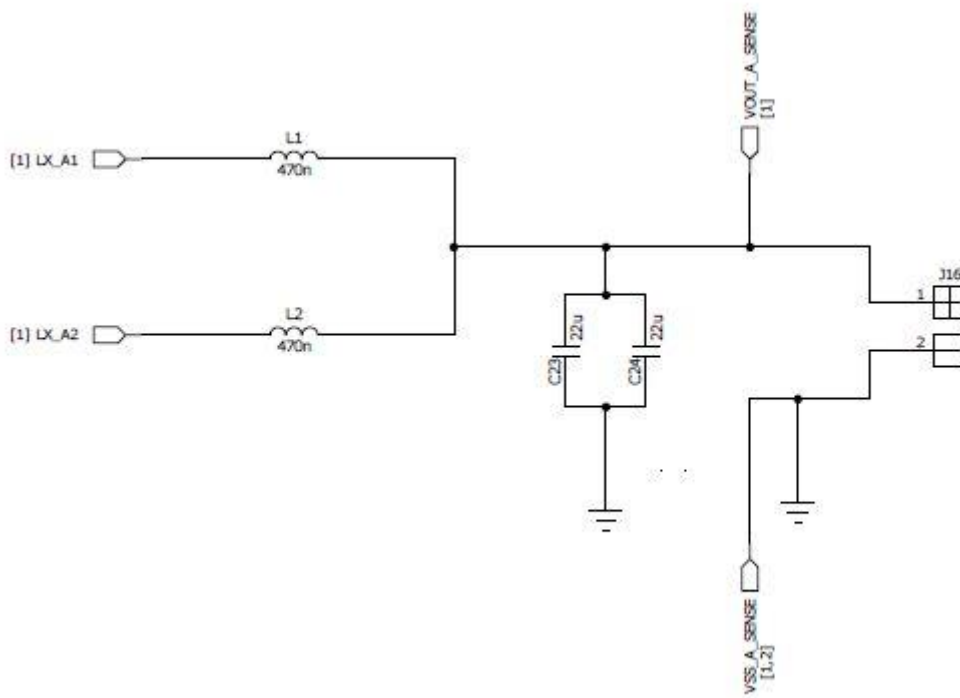 VOUT_A_SENSE
[1]
[1] LX_A1
L1
470n
J16
1
[1] LX_A2
L2
470n
22u
22u
C23
C24
2
VSS_A_SENSE
[1,2]